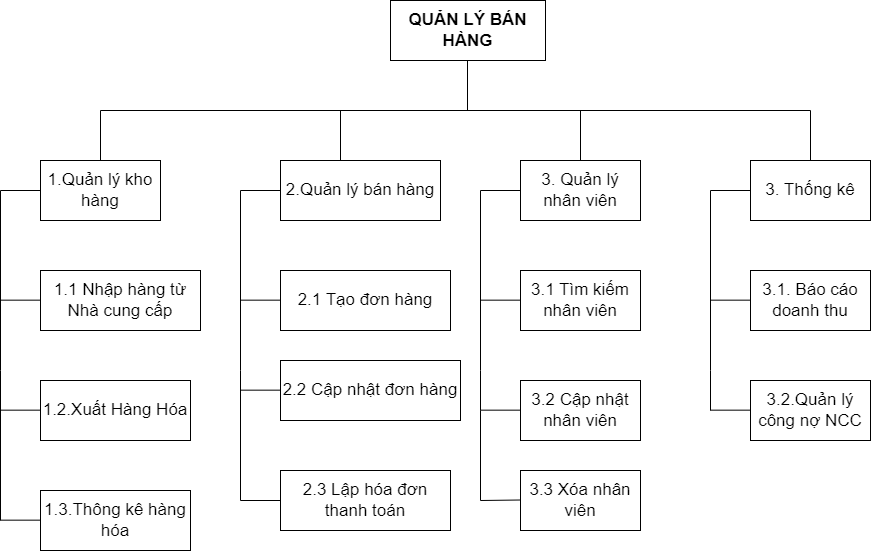 QUẢN LÝ BÁN
HÀNG
1.Quản lý kho
hàng
2.Quản lý bán hàng
3. Quản lý
nhân viên
3. Thống kê
1.1 Nhập hàng từ
Nhà cung cấp
2.1 Tạo đơn hàng
3.1 Tìm kiếm
nhân viên
3.1. Báo cáo
doanh thu
1.2.Xuất Hàng Hóa
2.2 Cập nhật đơn hàng
3.2 Cập nhật
nhân viên
3.2.Quản lý
công nợ NCC
1.3.Thông kê hàng
hóa
2.3 Lập hóa đơn
thanh toán
3.3 Xóa nhân
viên